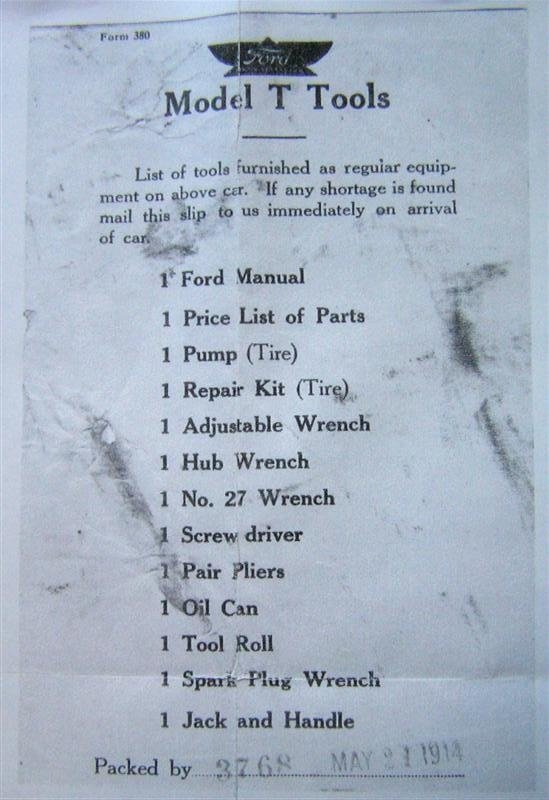 Form 380
Ford
Model T Tools
List of tools furnished as regular equip-
ment on above car. If any shortage is found
mail this slip to us immediately on arrival
of car.
1 Ford Manual
1 Price List of Parts
1 Pump (Tire)
1 Repair Kit (Tire)
1 Adjustable Wrench
1 Hub Wrench
1 No. 27 Wrench
1 Screw driver
1 Pair Pliers
1 Oil Can
1 Tool Roll
1 Spark Plug Wrench
1 Jack and Handle
Packed by 3768 MAY 21 1914